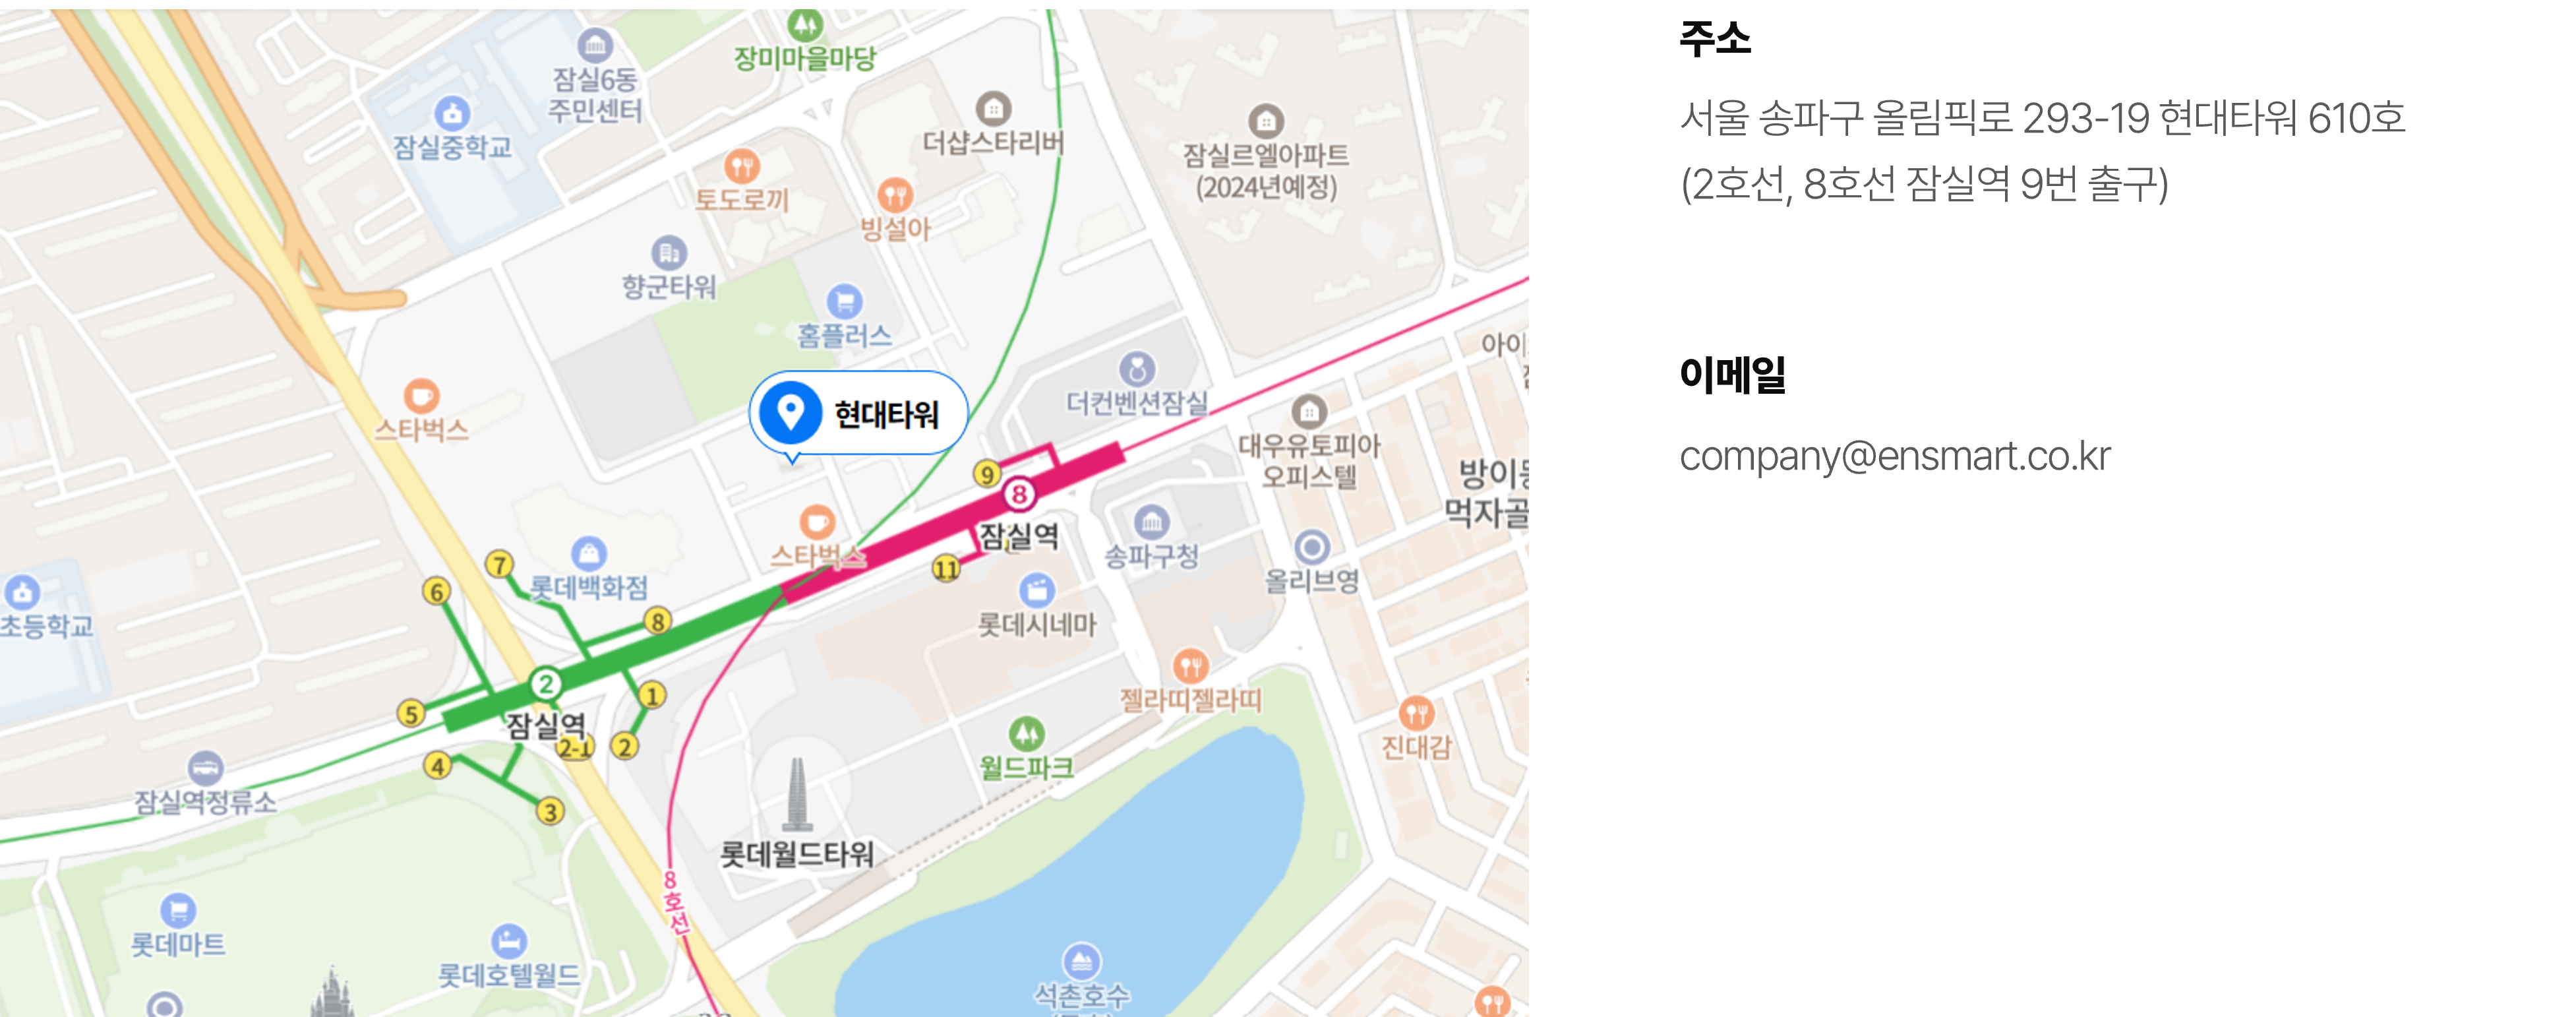 장미마을마당
잠실6동
주민센터
잠실중학교
더샵스타리버
잠실르엘아파트
(2024년예정)
토도로끼
빙설아
향군타워
홈플러스
스타벅스
현대타워
더컨벤션잠실
대우유토피아
오피스텔
9
8
잠실역
11
송파구청
올리브영
스타벅스
롯데백화점
7
6
8
초등학교
롯데시네마
젤라띠젤라띠
2
잠실역
1
2-1
2
5
4
3
잠실역정류소
월드파크
진대감
롯데월드타워
8호선
롯데마트
롯데호텔월드
석촌호수
주소
서울 송파구 올림픽로 293-19 현대타워 610호
(2호선, 8호선 잠실역 9번 출구)
이메일
company@ensmart.co.kr